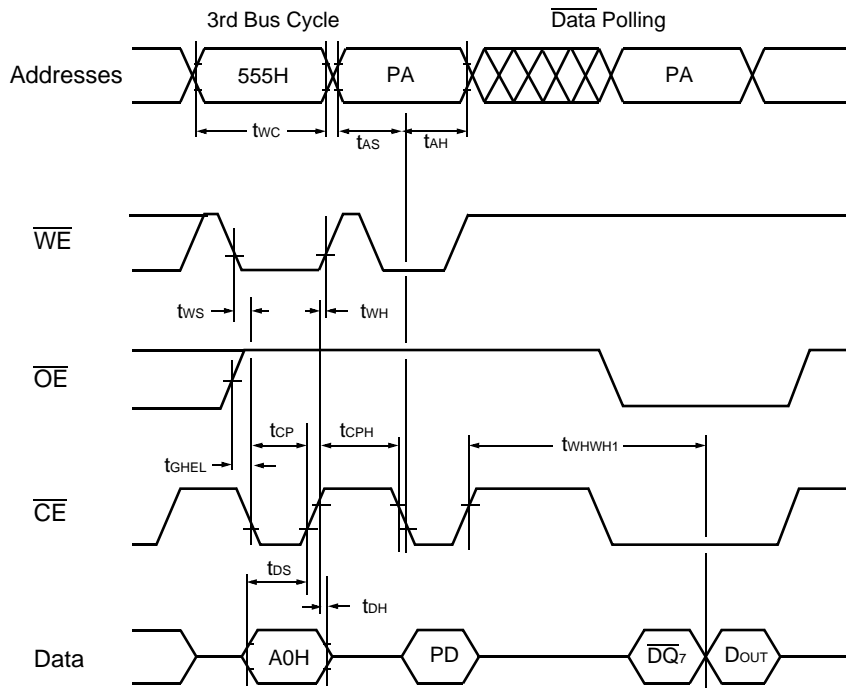 3rd Bus Cycle
Data Polling
Addresses
555H
PA
PA
tWC
tAS
tAH
WE
tWS
tWH
OE
tCP
tCPH
tWHWH1
tGHEL
CE
tDS
tDH
Data
A0H
PD
DQ7
DOUT